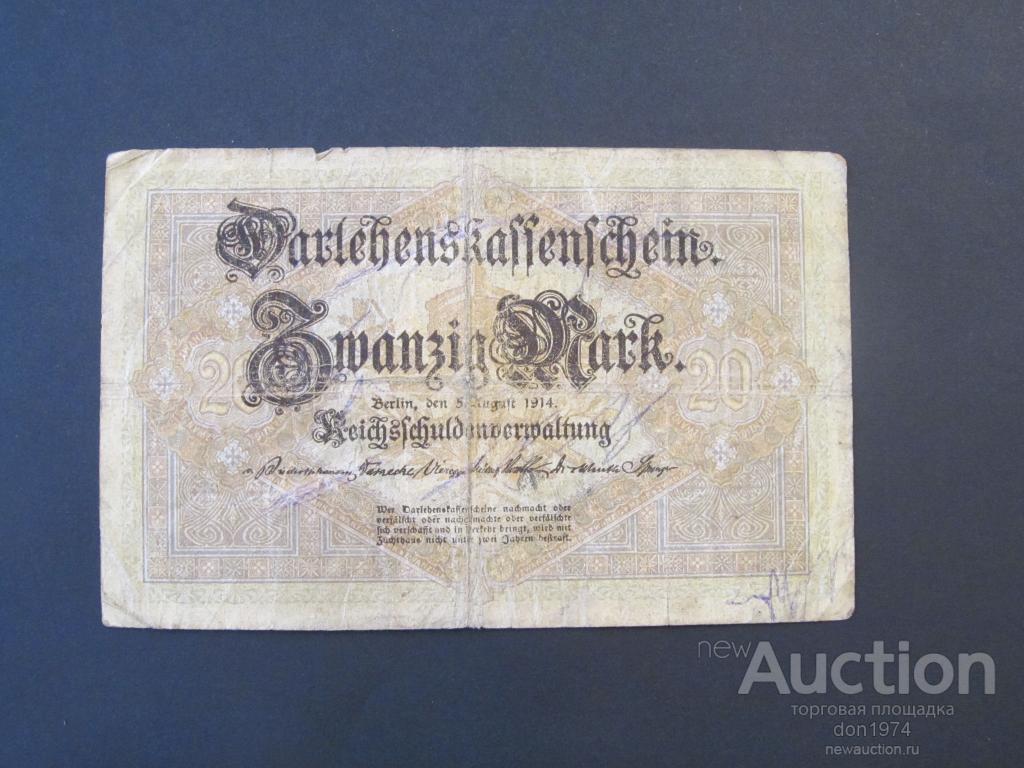 Darlehenskassenschein.
Zwanzig Mark.
20 20
Berlin, den 5. August 1914.
Reichsschuldenverwaltung
Wer Darlehenskassenscheine nachmacht oder
verfälscht oder nachgemachte oder verfälschte
sich verschafft und in Verkehr bringt, wird mit
Zuchthaus nicht unter zwei Jahren bestraft.
newAuction
торговая площадка
don1974
newauction.ru